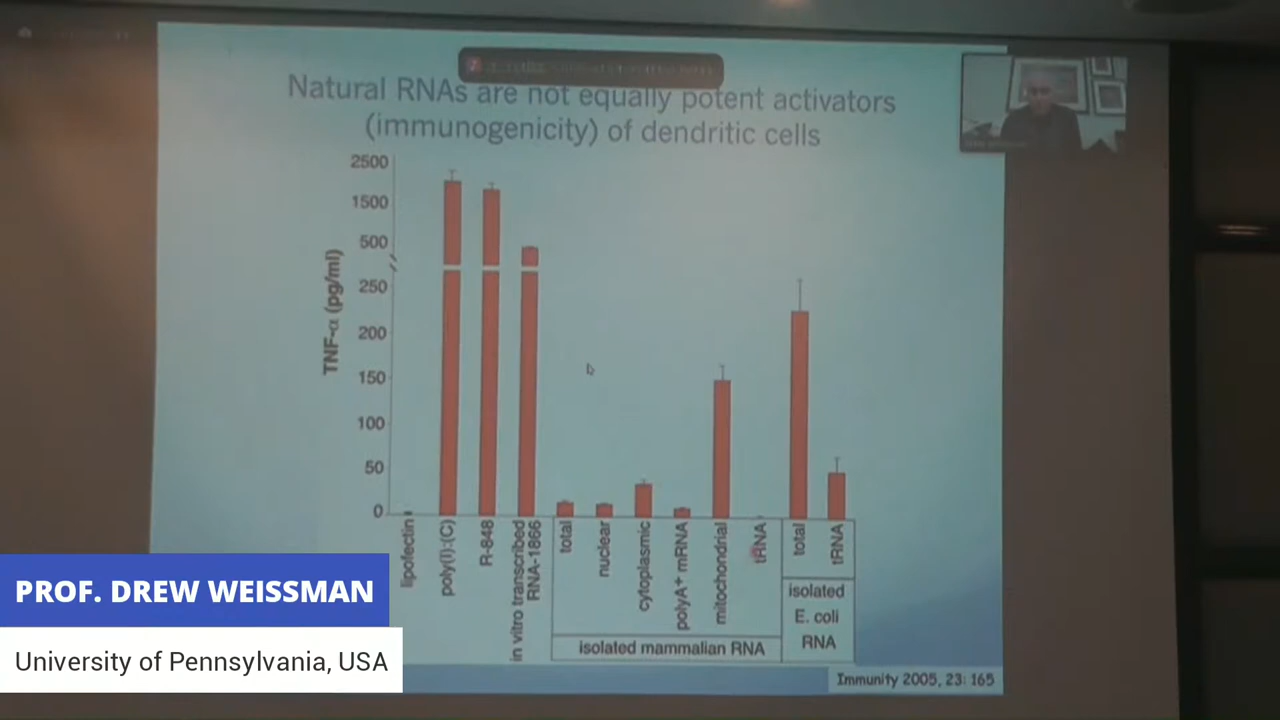 Natural RNAs are not equally potent activators
(immunogenicity) of dendritic cells
TNF-α (pg/ml)
2500
1500
500
250
200
150
100
50
0
lipofectin
poly(I):(C)
R-848
in vitro transcribed
RNA-1866
total
nuclear
cytoplasmic
polyA+ mRNA
mitochondrial
tRNA
total
tRNA
isolated mammalian RNA
isolated
E. coli
RNA
Immunity 2005, 23: 165
PROF. DREW WEISSMAN
University of Pennsylvania, USA